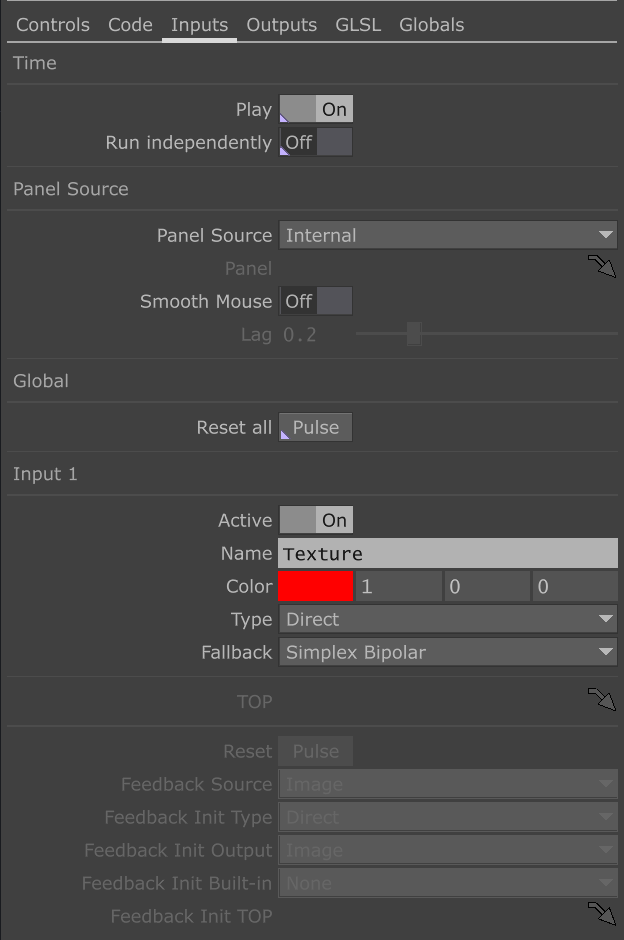 Controls Code Inputs Outputs GLSL Globals
Time
Play On
Run independently Off
Panel Source
Panel Source Internal
Panel
Smooth Mouse Off
Lag 0.2
Global
Reset all Pulse
Input 1
Active On
Name Texture
Color 1 0 0
Type Direct
Fallback Simplex Bipolar
TOP
Reset Pulse
Feedback Source Image
Feedback Init Type Direct
Feedback Init Output Image
Feedback Init Built-in None
Feedback Init TOP